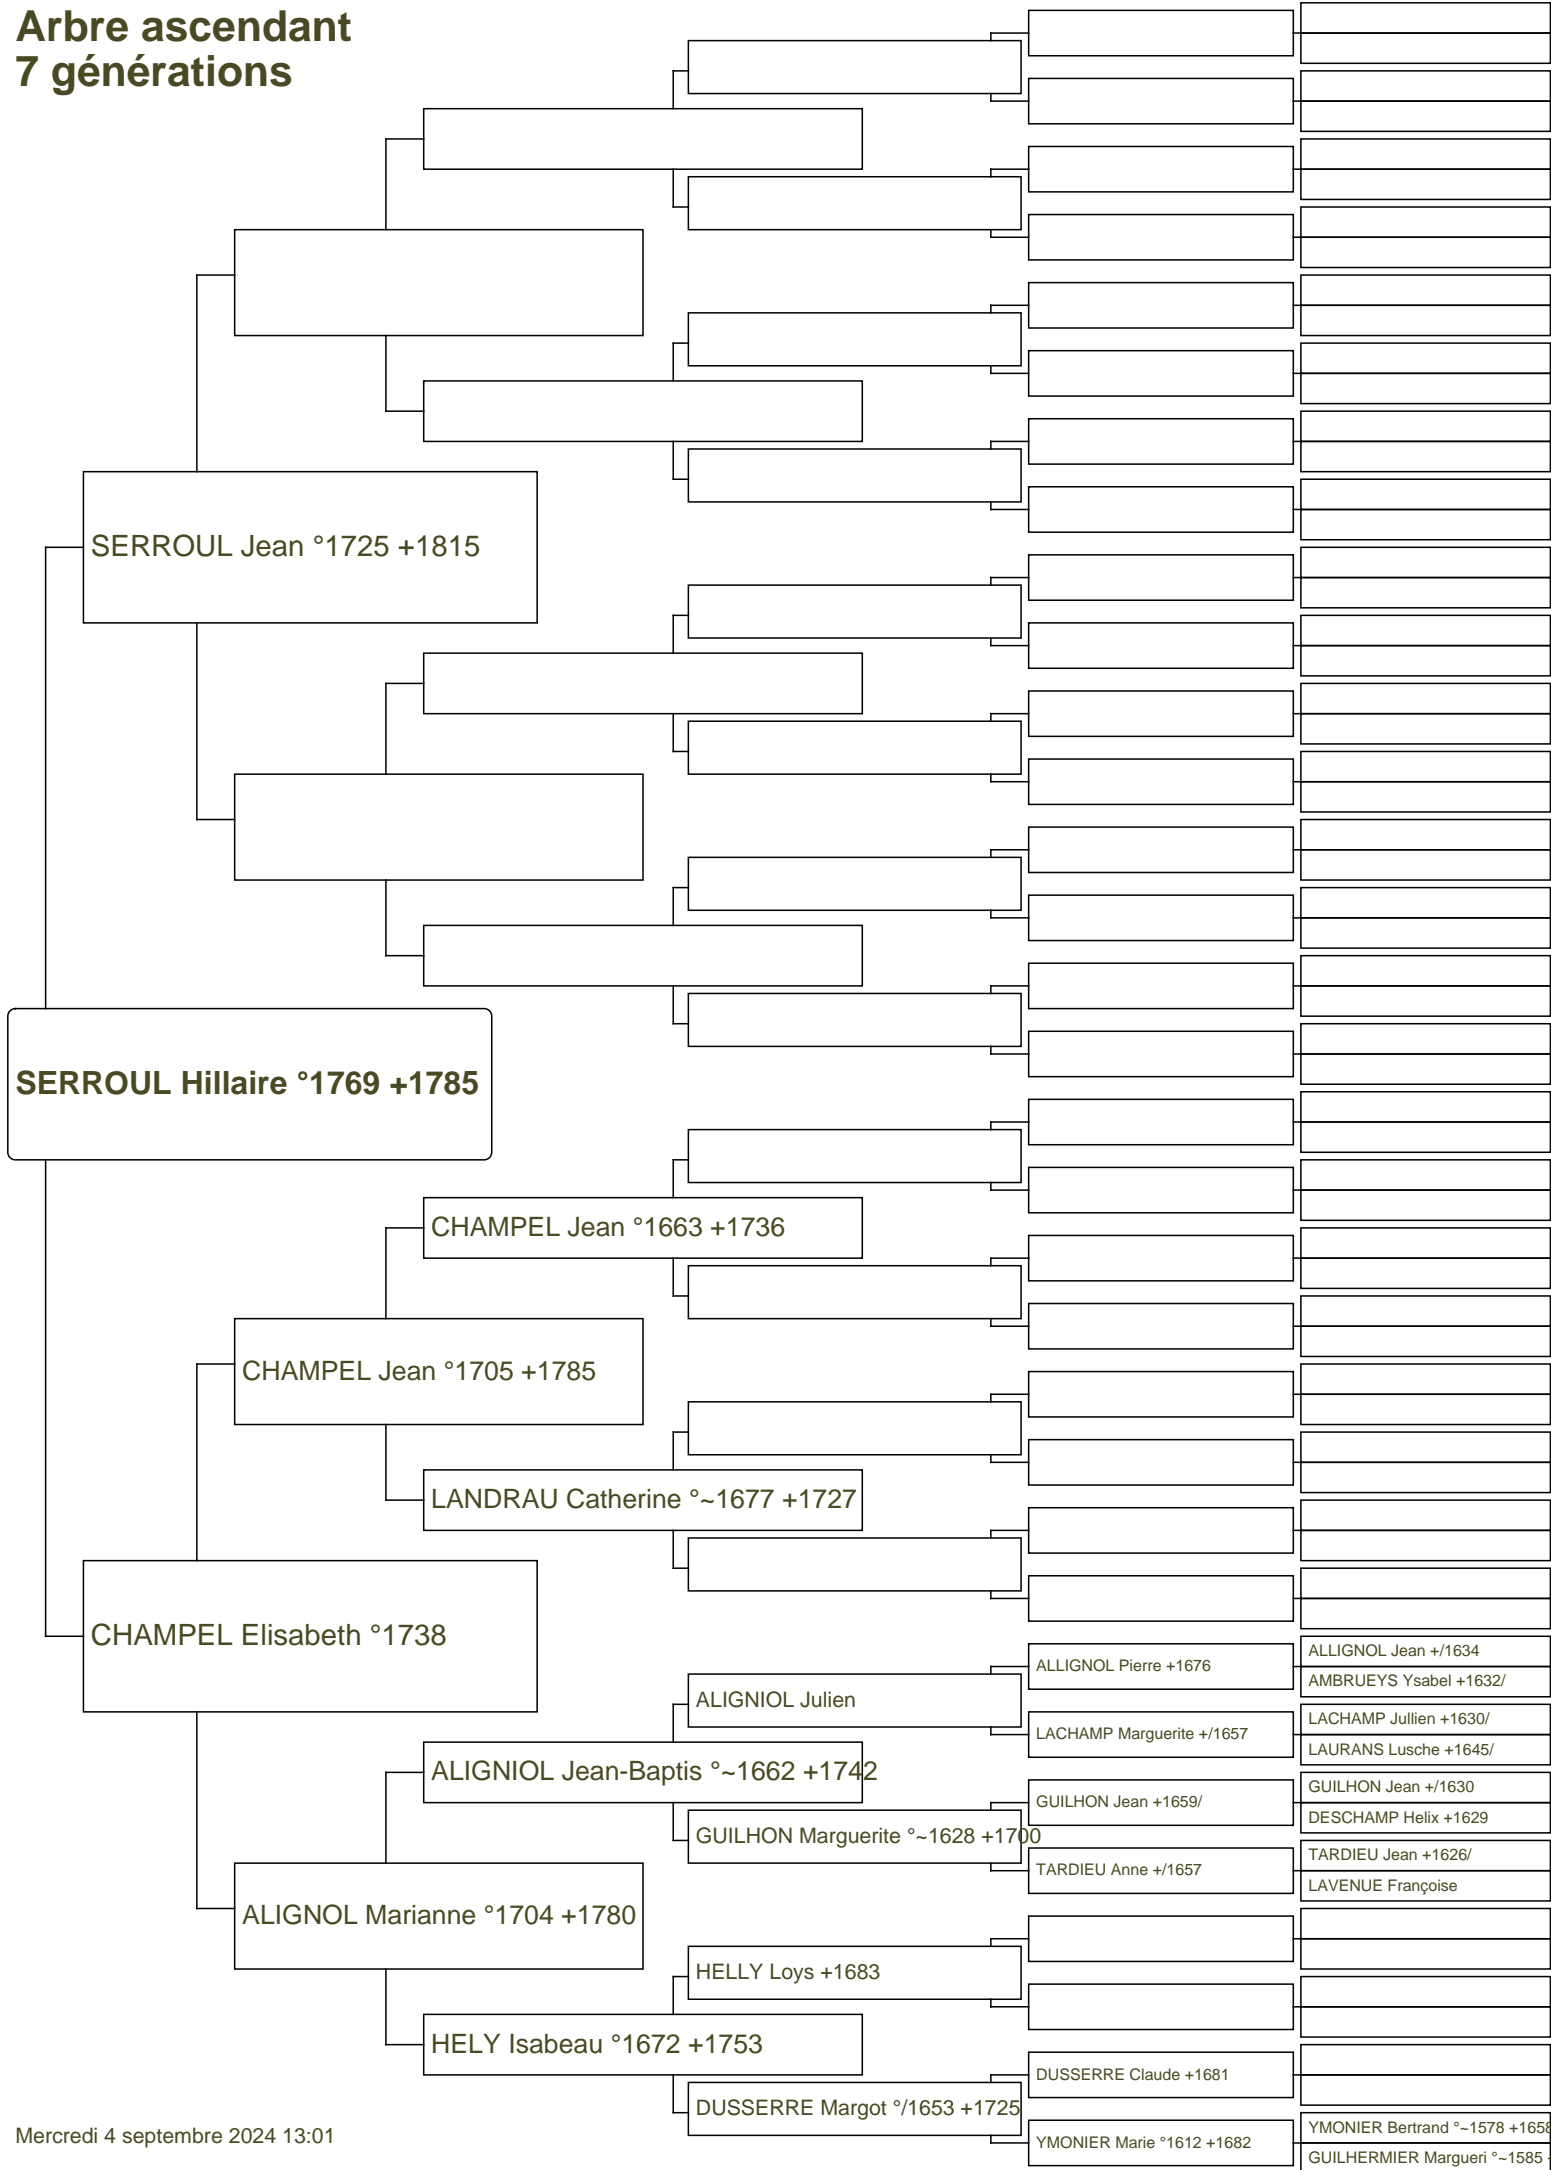 Arbre ascendant
7 générations
SERROUL Jean °1725 +1815
SERROUL Hillaire °1769 +1785
CHAMPEL Jean °1663 +1736
CHAMPEL Jean °1705 +1785
LANDRAU Catherine °~1677 +1727
CHAMPEL Elisabeth °1738
ALLIGNOL Jean +/1634
ALLIGNOL Pierre +1676
AMBRUEYS Ysabel +1632/
ALIGNIOL Julien
LACHAMP Jullien +1630/
LACHAMP Marguerite +/1657
LAURANS Lusche +1645/
ALIGNIOL Jean-Baptis °~1662 +1742
GUILHON Jean +/1630
GUILHON Jean +1659/
DESCHAMP Helix +1629
GUILHON Marguerite °~1628 +1700
TARDIEU Jean +1626/
TARDIEU Anne +/1657
LAVENUE Françoise
ALIGNOL Marianne °1704 +1780
HELLY Loys +1683
HELY Isabeau °1672 +1753
DUSSERRE Claude +1681
DUSSERRE Margot °/1653 +1725
YMONIER Bertrand °~1578 +1658
YMONIER Marie °1612 +1682
GUILHERMIER Margueri °~1585
Mercredi 4 septembre 2024 13:01